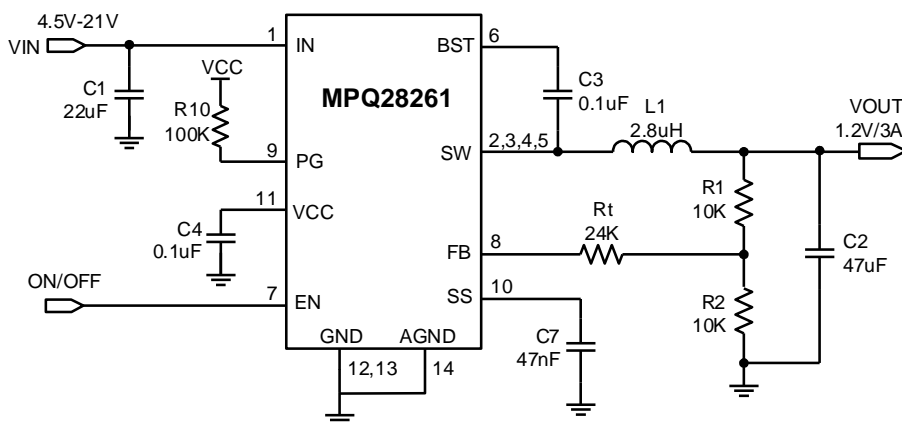 4.5V-21V
VIN
1
IN
C1
22uF
VCC
R10
100K
9
PG
11
VCC
C4
0.1uF
ON/OFF
7
EN
MPQ28261
BST
6
C3
0.1uF
SW
2,3,4,5
L1
2.8uH
VOUT
1.2V/3A
R1
10K
FB
8
Rt
24K
C2
47uF
R2
10K
SS
10
C7
47nF
GND
AGND
12,13
14